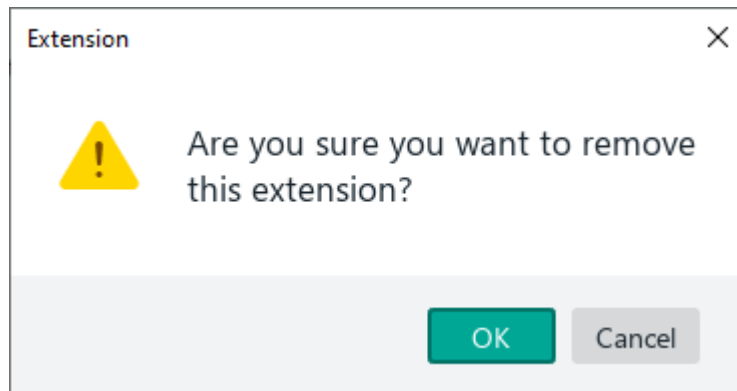 Extension
Are you sure you want to remove
this extension?
OK
Cancel